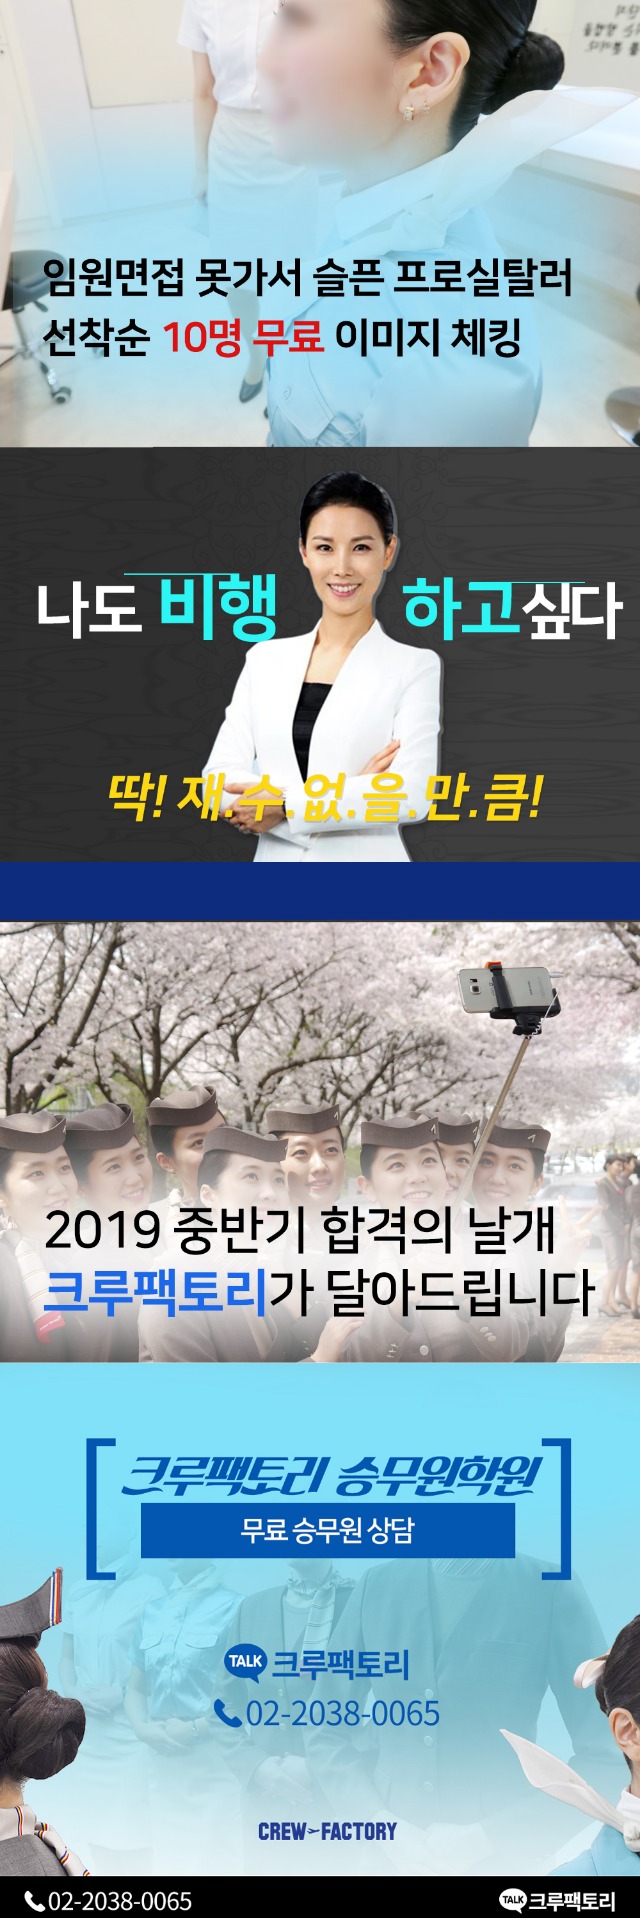 임원면접 못가서 슬픈 프로실탈러
선착순 10명 무료 이미지 체킹
나도 비행 하고싶다
딱! 재.수.없.을.만.큼!
2019 중반기 합격의 날개
크루팩토리가 달아드립니다
크루팩토리 승무원학원
무료 승무원 상담
TALK 크루팩토리
02-2038-0065
CREW FACTORY
02-2038-0065
TALK 크루팩토리